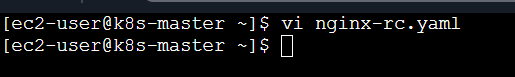 [ec2-user@k8s-master ~]$ vi nginx-rc.yaml
[ec2-user@k8s-master ~]$